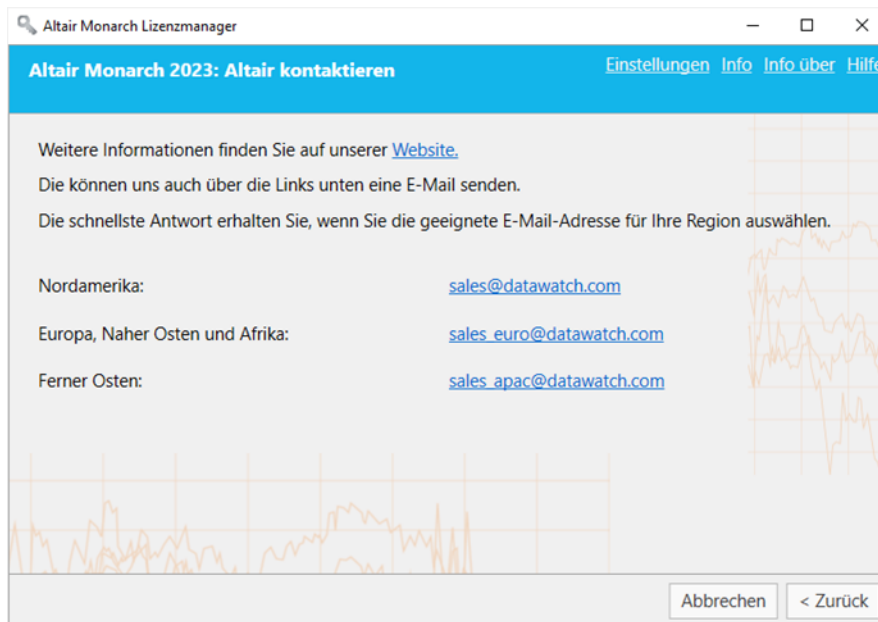 Altair Monarch Lizenzmanager
Altair Monarch 2023: Altair kontaktieren
Einstellungen Info Info über Hilfe
Weitere Informationen finden Sie auf unserer Website.
Die können uns auch über die Links unten eine E-Mail senden.
Die schnellste Antwort erhalten Sie, wenn Sie die geeignete E-Mail-Adresse für Ihre Region auswählen.
Nordamerika: sales@datawatch.com
Europa, Naher Osten und Afrika: sales_euro@datawatch.com
Ferner Osten: sales_apac@datawatch.com
Abbrechen < Zurück